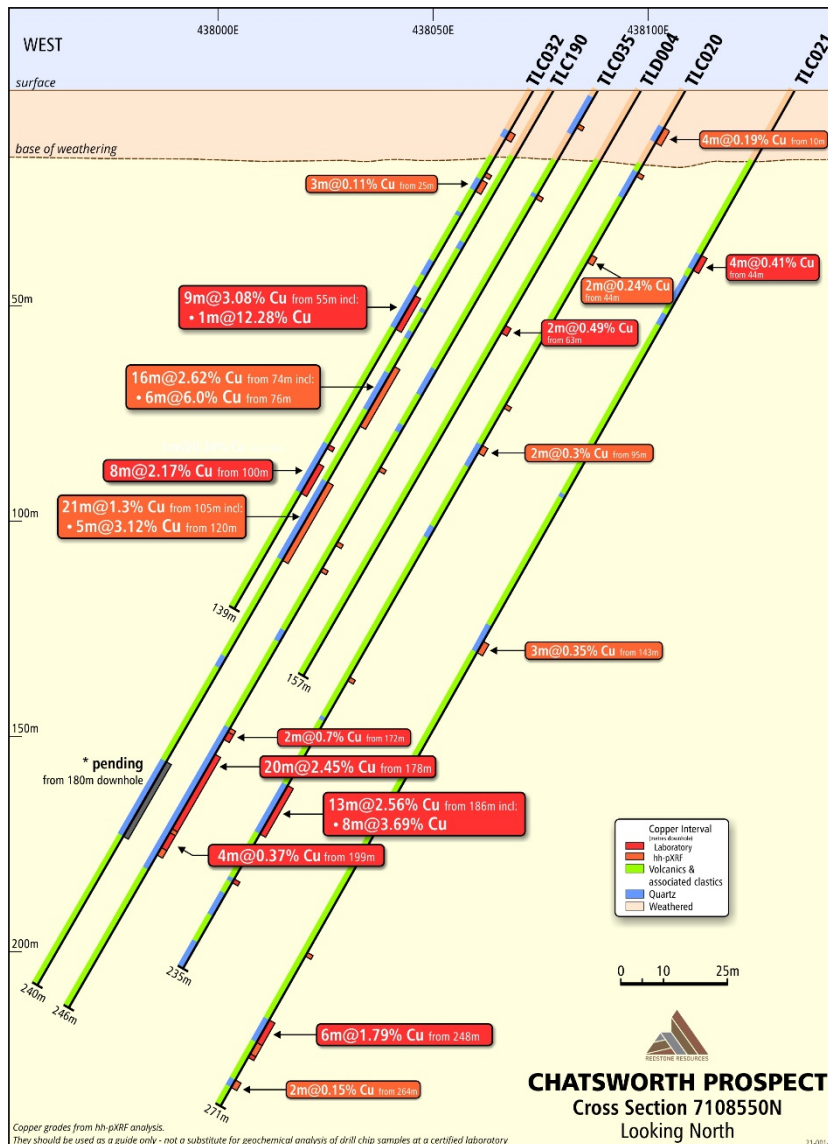 438000E
438050E
438100E
WEST
TLC032
TLC190
TLC035
TLD004
TLC020
TLC021
surface
base of weathering
4m@0.19% Cu from 10m
3m@0.11% Cu from 25m
4m@0.41% Cu
from 44m
2m@0.24% Cu
from 44m
9m@3.08% Cu from 55m incl:
• 1m@12.28% Cu
50m
2m@0.49% Cu
from 63m
16m@2.62% Cu from 74m incl:
• 6m@6.0% Cu from 76m
2m@0.3% Cu from 95m
8m@2.17% Cu from 100m
21m@1.3% Cu from 105m incl:
• 5m@3.12% Cu from 120m
100m
139m
3m@0.35% Cu from 143m
157m
150m
2m@0.7% Cu from 172m
* pending
from 180m downhole
20m@2.45% Cu from 178m
13m@2.56% Cu from 186m incl:
• 8m@3.69% Cu
4m@0.37% Cu from 199m
Copper Interval
(metres downhole)
Laboratory
hh-pXRF
Volcanics &
associated clastics
Quartz
Weathered
200m
235m
240m
246m
0 10 25m
6m@1.79% Cu from 248m
REDSTONE RESOURCES
2m@0.15% Cu from 264m
271m
CHATSWORTH PROSPECT
Cross Section 7108550N
Looking North
Copper grades from hh-pXRF analysis.
They should be used as a guide only - not a substitute for geochemical analysis of drill chip samples at a certified laboratory